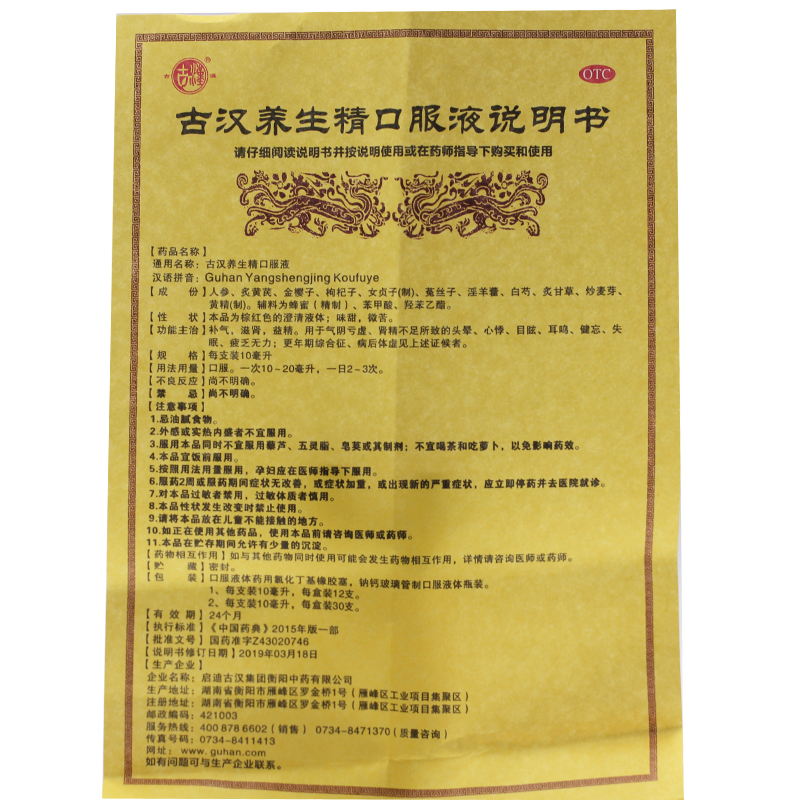 古漢
OTC
古汉养生精口服液说明书
请仔细阅读说明书并按说明使用或在药师指导下购买和使用
【药品名称】
通用名称：古汉养生精口服液
汉语拼音：Guhan Yangshengjing Koufuye
【成 份】人参、炙黄芪、金樱子、枸杞子、女贞子(制)、菟丝子、淫羊藿、白芍、炙甘草、炒麦芽、
黄精(制)。辅料为蜂蜜（精制）、苯甲酸、羟苯乙酯。
【性 状】本品为棕红色的澄清液体；味甜，微苦。
【功能主治】补气、滋肾，益精。用于气阴亏虚、肾精不足所致的头晕、心悸、目眩、耳鸣、健忘、失
眠、疲乏无力；更年期综合征、病后体虚见上述证候者。
【规 格】每支装10毫升
【用法用量】口服。一次10~20毫升，一日2~3次。
【不良反应】尚不明确。
【禁 忌】尚不明确。
【注意事项】
1.忌油腻食物。
2.外感或实热内盛者不宜服用。
3.服用本品同时不宜服用藜芦、五灵脂、皂荚或其制剂；不宜喝茶和吃萝卜，以免影响药效。
4.本品宜饭前服用。
5.按照用法用量服用，孕妇应在医师指导下服用。
6.服药2周或服药期间症状无改善，或症状加重，或出现新的严重症状，应立即停药并去医院就诊。
7.对本品过敏者禁用，过敏体质者慎用。
8.本品性状发生改变时禁止使用。
9.请将本品放在儿童不能接触的地方。
10.如正在使用其他药品，使用本品前请咨询医师或药师。
11.本品在贮存期间允许有少量的沉淀。
【药物相互作用】如与其他药物同时使用可能会发生药物相互作用，详情请咨询医师或药师。
【贮 藏】密封。
【包 装】口服液体药用氯化丁基橡胶塞，钠钙玻璃管制口服液体瓶装。
1、每支装10毫升，每盒装12支。
2、每支装10毫升，每盒装30支。
【有 效 期】24个月
【执行标准】《中国药典》2015年版一部
【批准文号】国药准字Z43020746
【说明书修订日期】2019年03月18日
【生产企业】
企业名称：启迪古汉集团衡阳中药有限公司
生产地址：湖南省衡阳市雁峰区罗金桥1号（雁峰区工业项目集聚区）
注册地址：湖南省衡阳市雁峰区罗金桥1号（雁峰区工业项目集聚区）
邮政编码：421003
服务热线：400 878 6602（销售） 0734-8471370（质量咨询）
传真号码：0734-8411413
网址：www.guhan.com
如有问题可与生产企业联系。